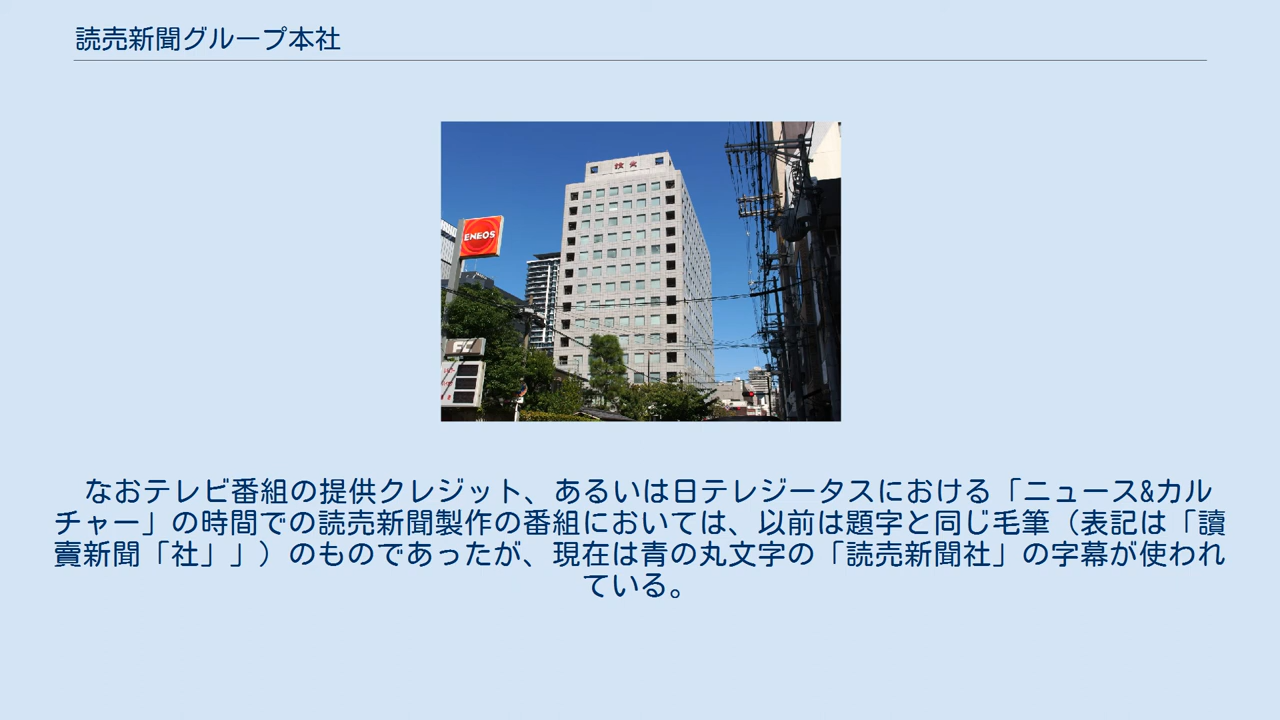 読売新聞グループ本社
ENEOS
なおテレビ番組の提供クレジット、あるいは日テレジータスにおける「ニュース&カル
チャー」の時間での読売新聞製作の番組においては、以前は題字と同じ毛筆（表記は「讀
賣新聞「社」」）のものであったが、現在は青の丸文字の「読売新聞社」の字幕が使われ
ている。